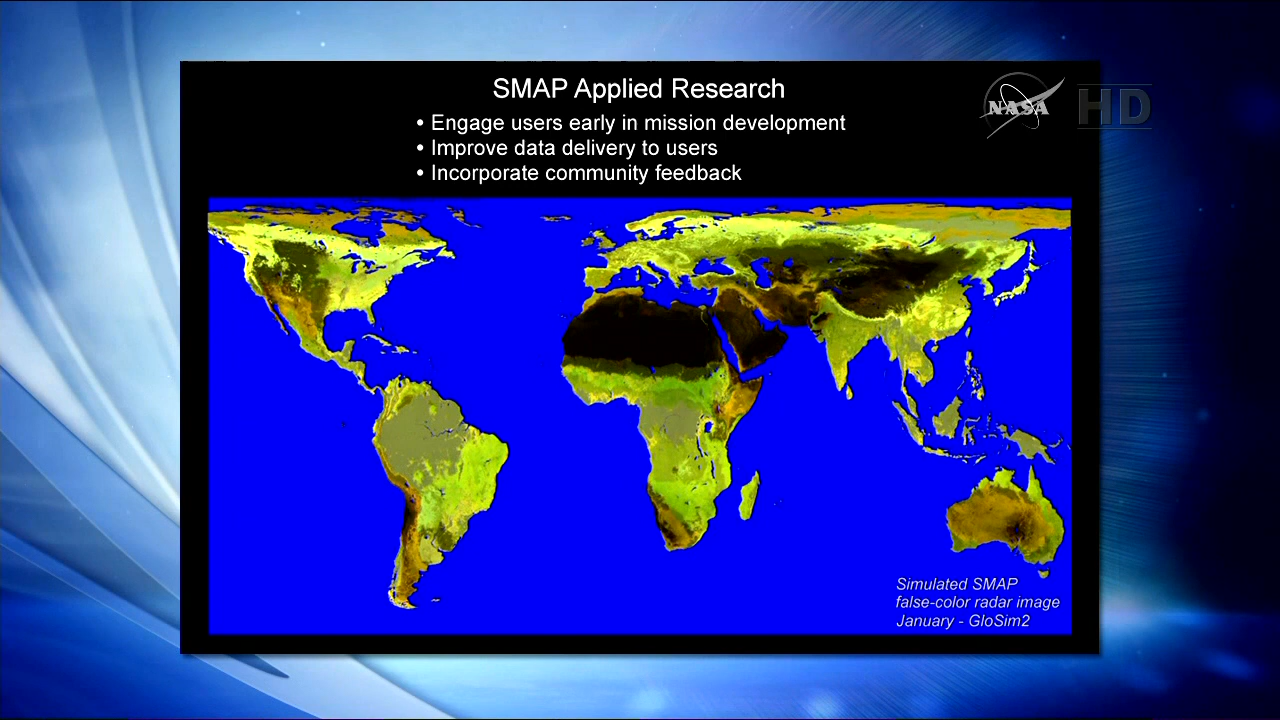 SMAP Applied Research
• Engage users early in mission development
• Improve data delivery to users
• Incorporate community feedback
NASA HD
Simulated SMAP
false-color radar image
January - GloSim2